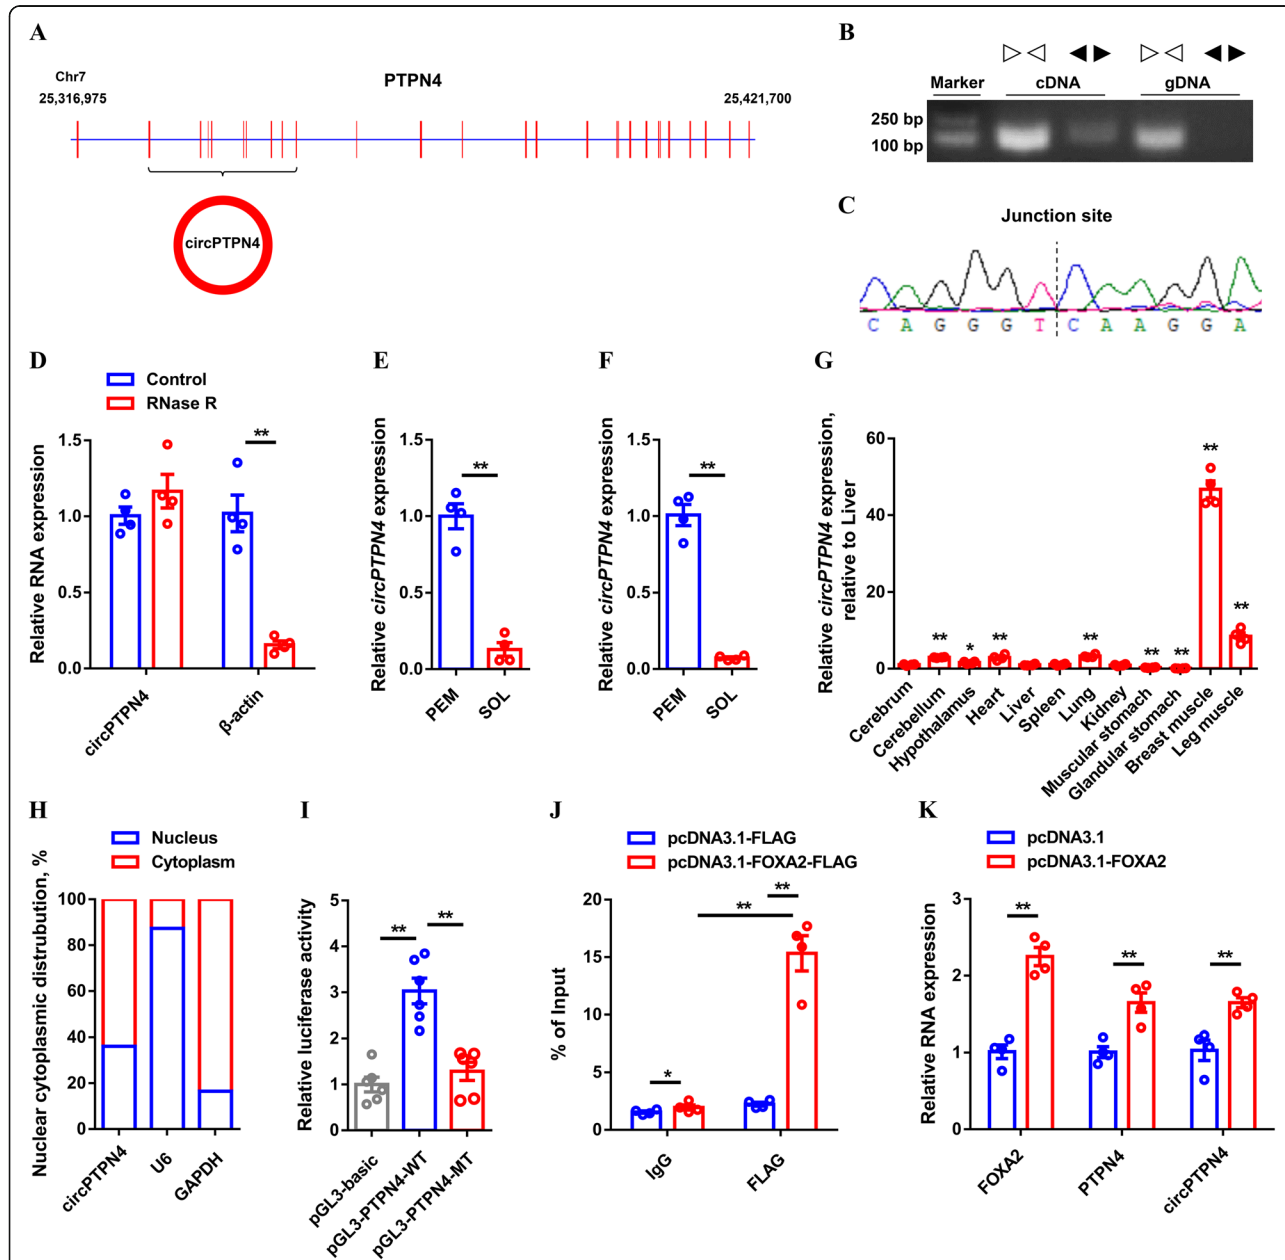 A
Chr7
25,316,975
PTPN4
25,421,700
circPTPN4
B
Marker
cDNA
gDNA
250 bp
100 bp
C
Junction site
C A G G G T C A A G G A
D
Control
RNase R
Relative RNA expression
1.5
1.0
0.5
0.0
**
circPTPN4
β-actin
E
Relative circPTPN4 expression
1.5
1.0
0.5
0.0
**
PEM
SOL
F
Relative circPTPN4 expression
1.5
1.0
0.5
0.0
**
PEM
SOL
G
Relative circPTPN4 expression,
relative to Liver
60
40
20
0
**
*
**
**
**
**
**
**
Cerebrum
Cerebellum
Hypothalamus
Heart
Liver
Spleen
Lung
Kidney
Muscular stomach
Glandular stomach
Breast muscle
Leg muscle
H
Nucleus
Cytoplasm
Nuclear cytoplasmic distrubution, %
100
80
60
40
20
0
circPTPN4
U6
GAPDH
I
Relative luciferase activity
5
4
3
2
1
0
**
**
pGL3-basic
pGL3-PTPN4-WT
pGL3-PTPN4-MT
J
pcDNA3.1-FLAG
pcDNA3.1-FOXA2-FLAG
% of Input
20
15
10
5
0
*
**
**
IgG
FLAG
K
pcDNA3.1
pcDNA3.1-FOXA2
Relative RNA expression
3
2
1
0
**
**
**
FOXA2
PTPN4
circPTPN4